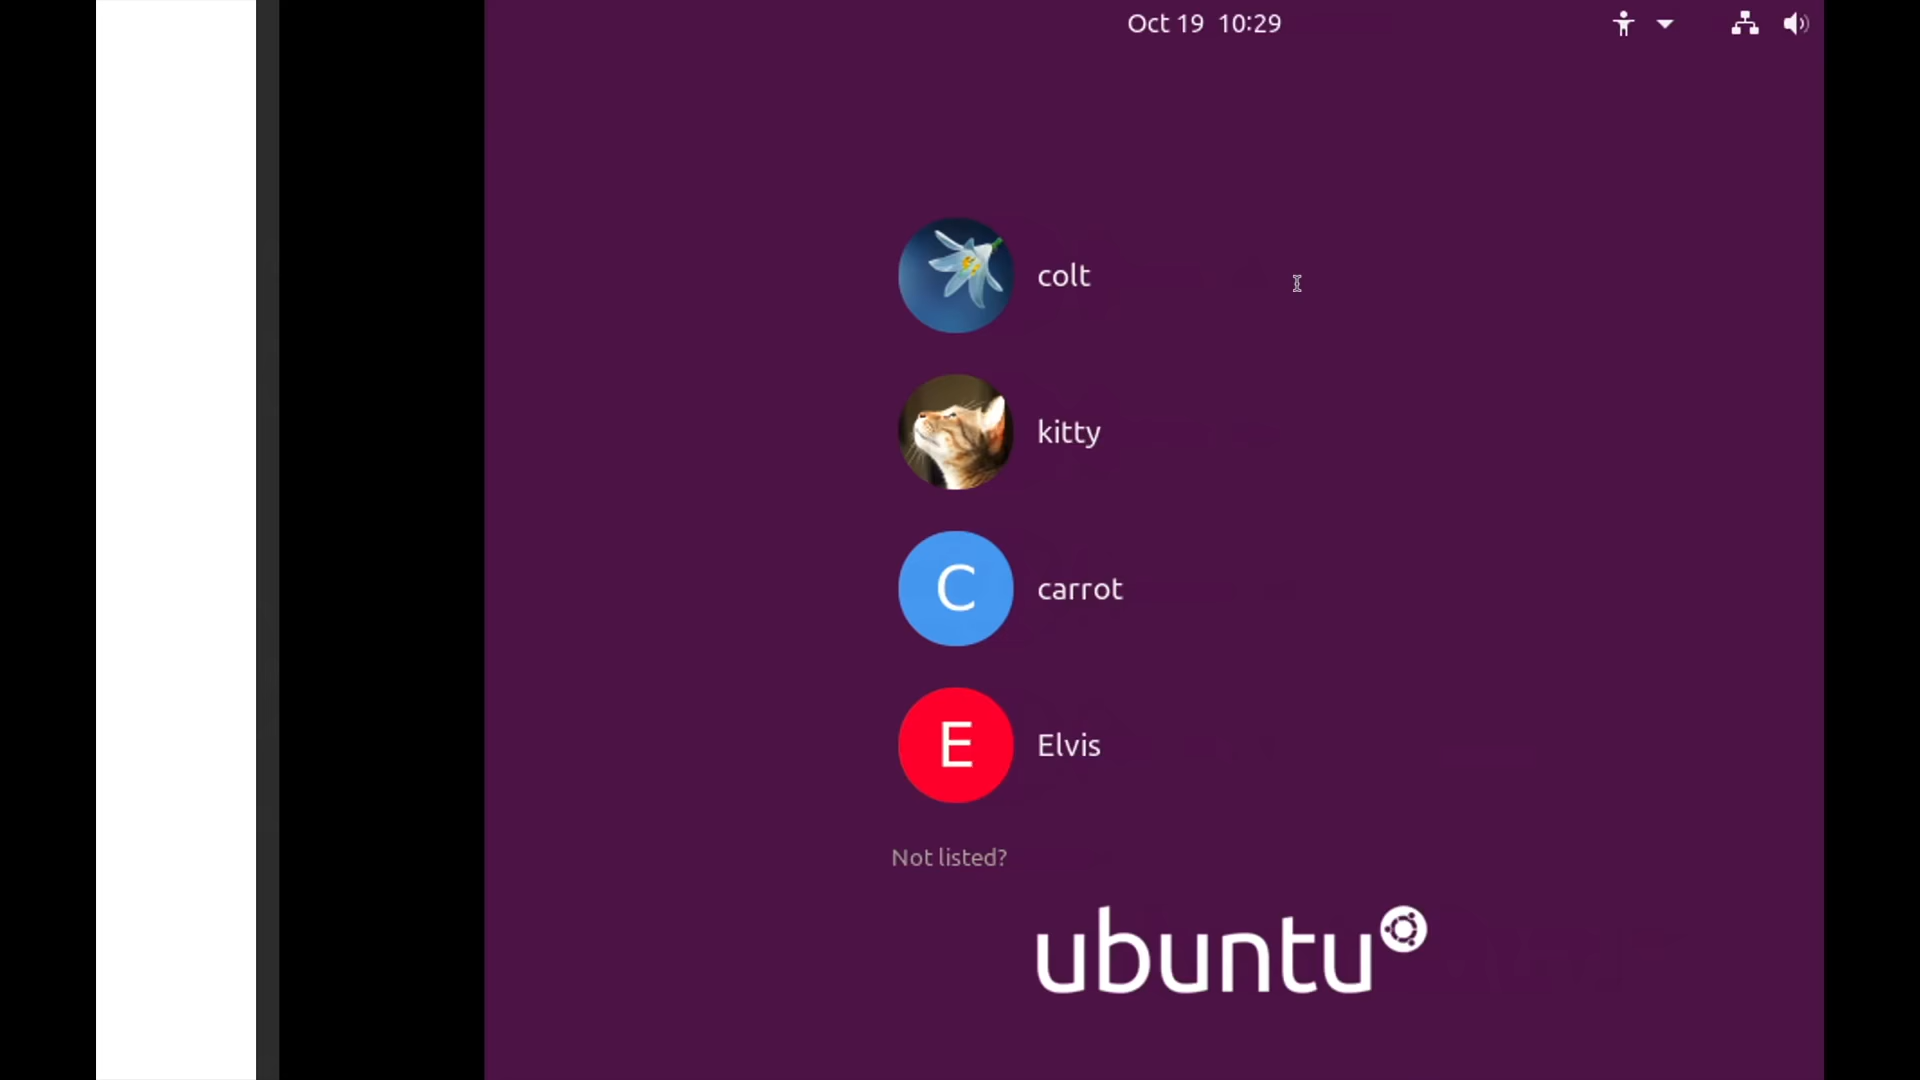 Oct 19 10:29
colt
kitty
C
carrot
E
Elvis
Not listed?
ubuntu